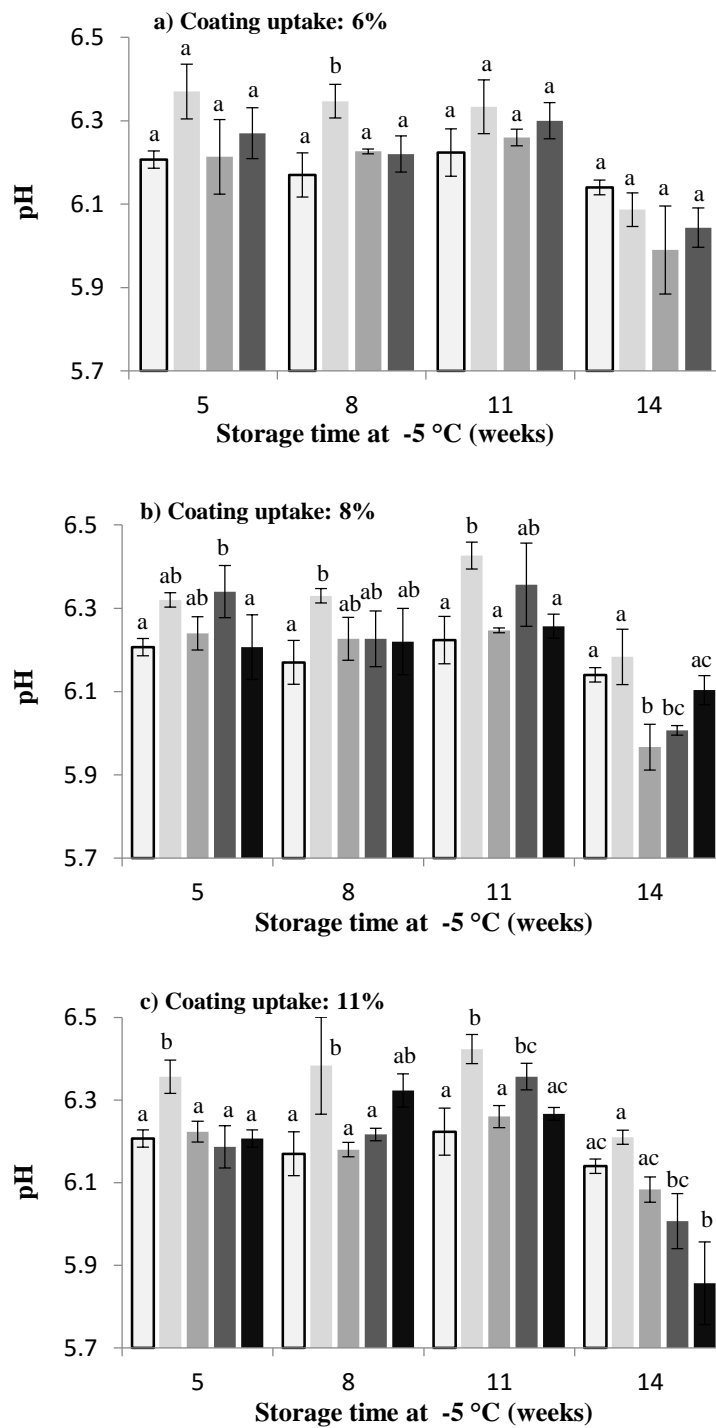 a) Coating uptake: 6%
6.5
6.3
6.1
5.9
5.7
pH
a a a a
a b a a
a a a a
a a a a
5 8 11 14
Storage time at -5 °C (weeks)
b) Coating uptake: 8%
6.5
6.3
6.1
5.9
5.7
pH
a ab ab b a
a b ab ab ab
a b a ab a
a a b bc ac
5 8 11 14
Storage time at -5 °C (weeks)
c) Coating uptake: 11%
6.5
6.3
6.1
5.9
5.7
pH
a b a a a
a b a a ab
a b a bc ac
ac a ac bc b
5 8 11 14
Storage time at -5 °C (weeks)